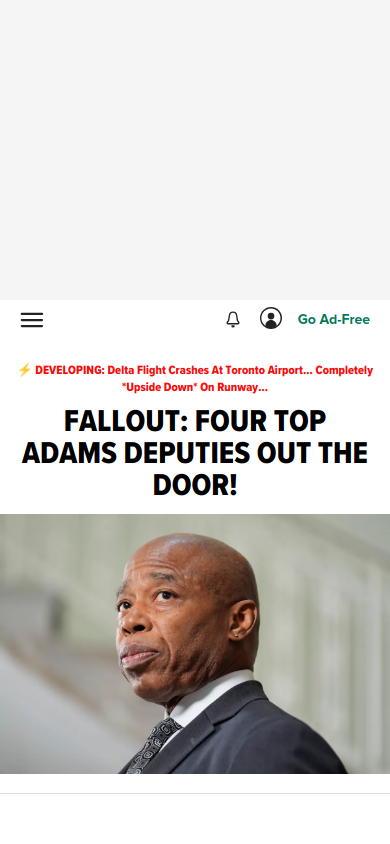 Go Ad-Free
⚡ DEVELOPING: Delta Flight Crashes At Toronto Airport... Completely
*Upside Down* On Runway...
FALLOUT: FOUR TOP
ADAMS DEPUTIES OUT THE
DOOR!